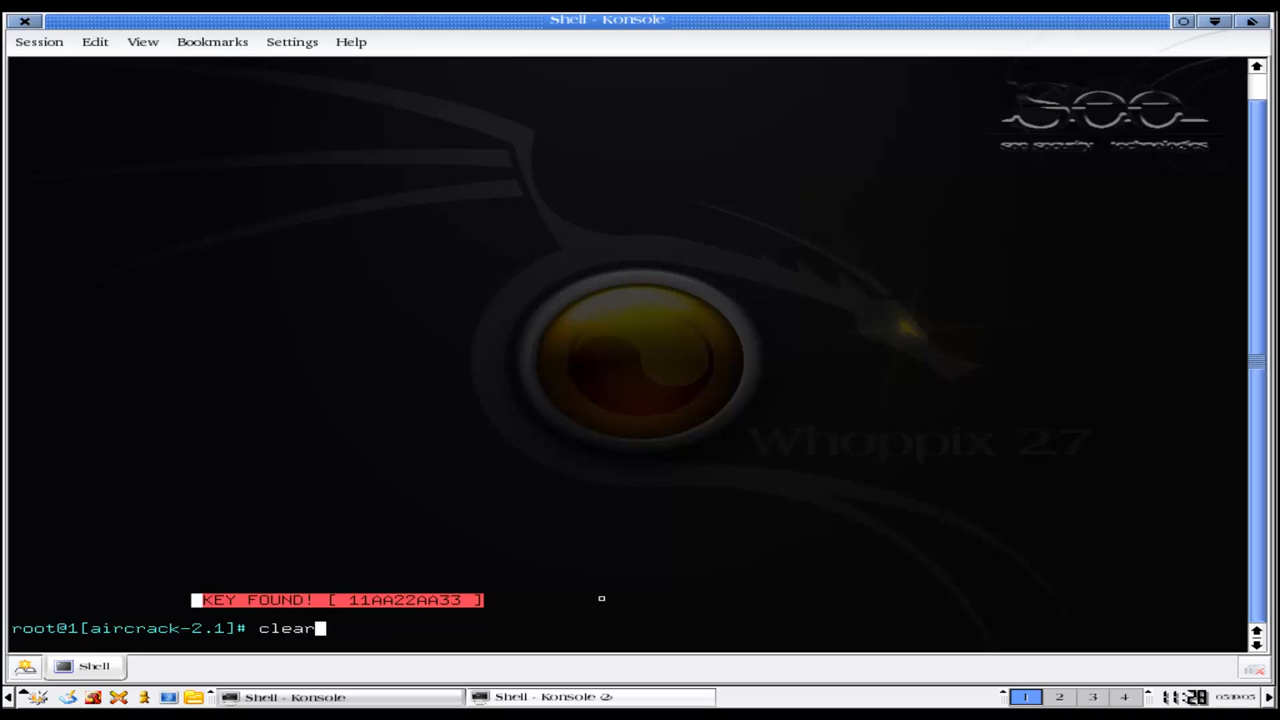 Shell - Konsole
Session Edit View Bookmarks Settings Help
Whoppix 2.7
KEY FOUND! [ 11AA22AA33 ]
root@1[aircrack-2.1]# clear
Shell
Shell - Konsole
Shell - Konsole
1 2 3 4
11:28